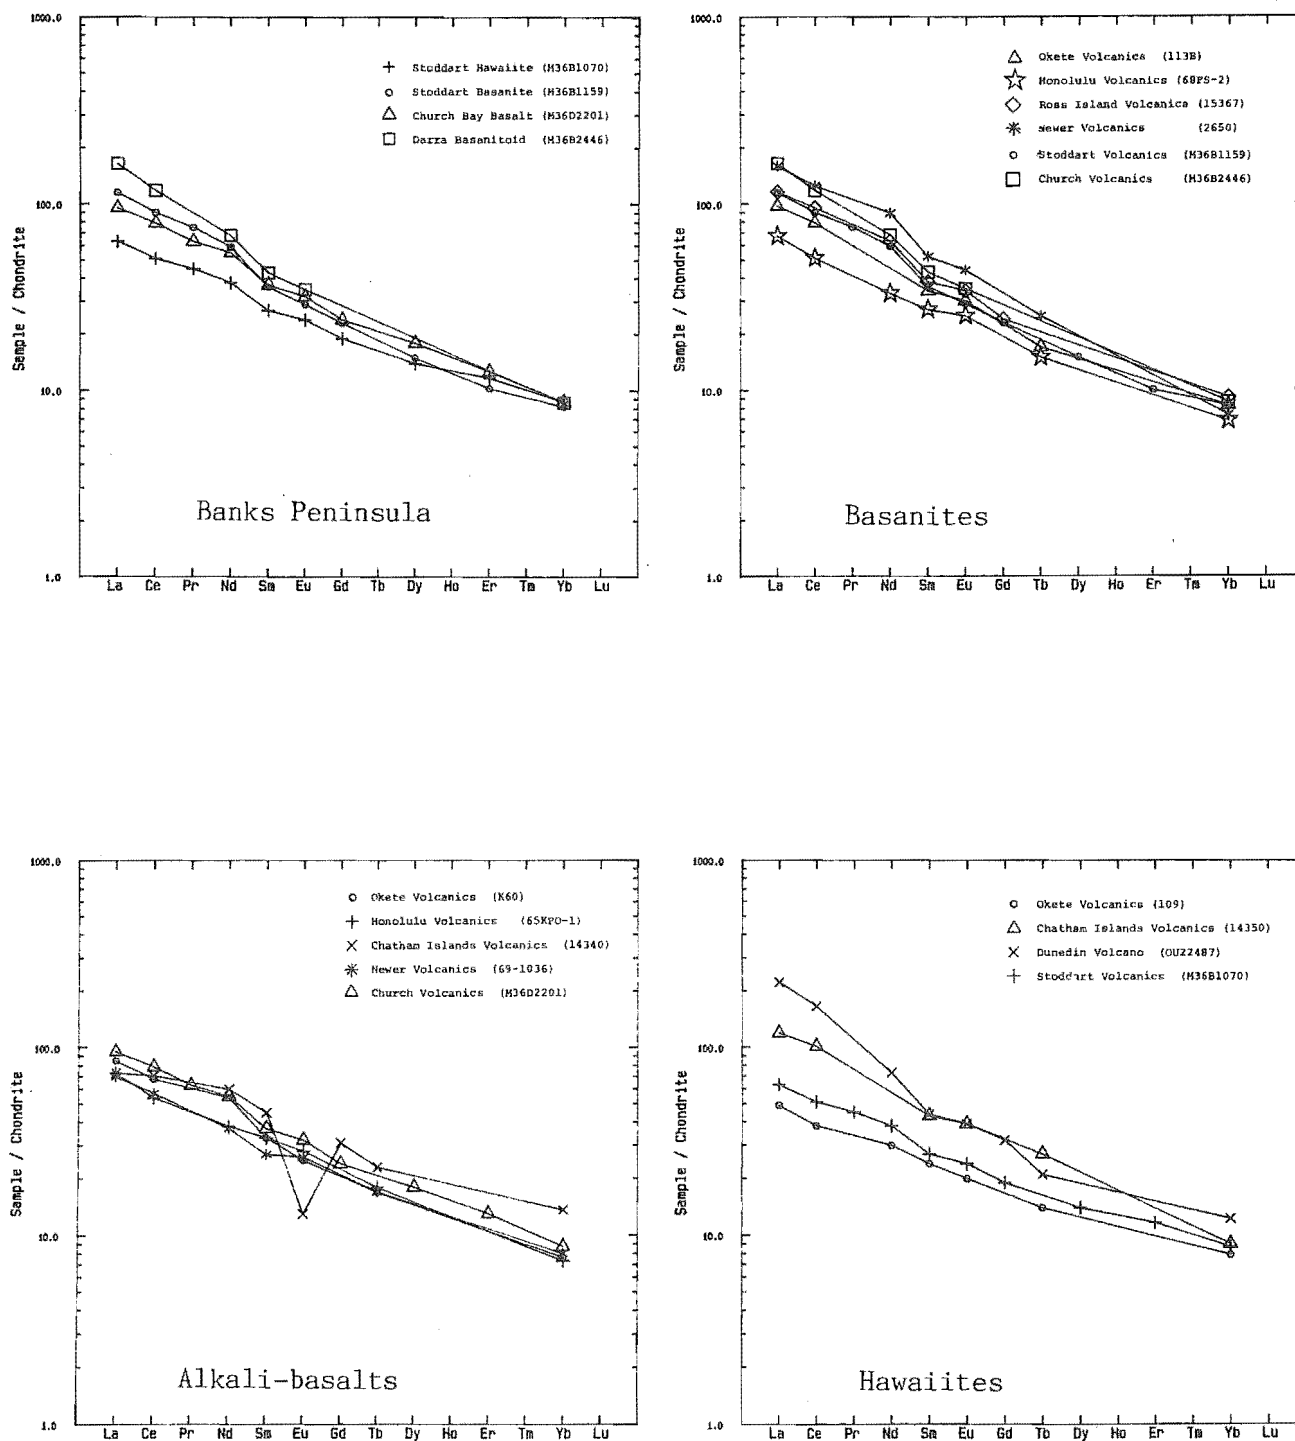 1000.0
100.0
10.0
1.0
Sample / Chondrite
Stoddart Hawaiite (M36B1070)
Stoddart Basanite (M36B1159)
Church Bay Basalt (M36D2201)
Darra Basanitoid (M36B2446)
Banks Peninsula
La Ce Pr Nd Sm Eu Gd Tb Dy Ho Er Tm Yb Lu
1000.0
100.0
10.0
1.0
Sample / Chondrite
Okete Volcanics (113B)
Honolulu Volcanics (68PS-2)
Ross Island Volcanics (15367)
Newer Volcanics (2650)
Stoddart Volcanics (M36B1159)
Church Volcanics (M36B2446)
Basanites
La Ce Pr Nd Sm Eu Gd Tb Dy Ho Er Tm Yb Lu
1000.0
100.0
10.0
1.0
Sample / Chondrite
Okete Volcanics (K60)
Honolulu Volcanics (65KPO-1)
Chatham Islands Volcanics (14340)
Newer Volcanics (69-1036)
Church Volcanics (M36D2201)
Alkali-basalts
La Ce Pr Nd Sm Eu Gd Tb Dy Ho Er Tm Yb Lu
1000.0
100.0
10.0
1.0
Sample / Chondrite
Okete Volcanics (109)
Chatham Islands Volcanics (14350)
Dunedin Volcano (OU22487)
Stoddart Volcanics (M36B1070)
Hawaiites
La Ce Pr Nd Sm Eu Gd Tb Dy Ho Er Tm Yb Lu